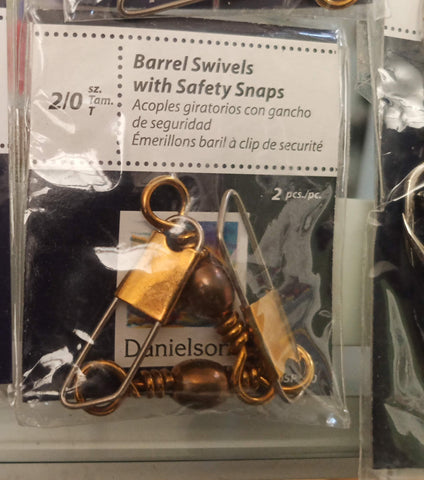 2/0 sz.
Tam.
T
Barrel Swivels
with Safety Snaps
Acoples giratorios con gancho
de seguridad
Émerillons baril à clip de securité
2 pcs./pc.
Danielson